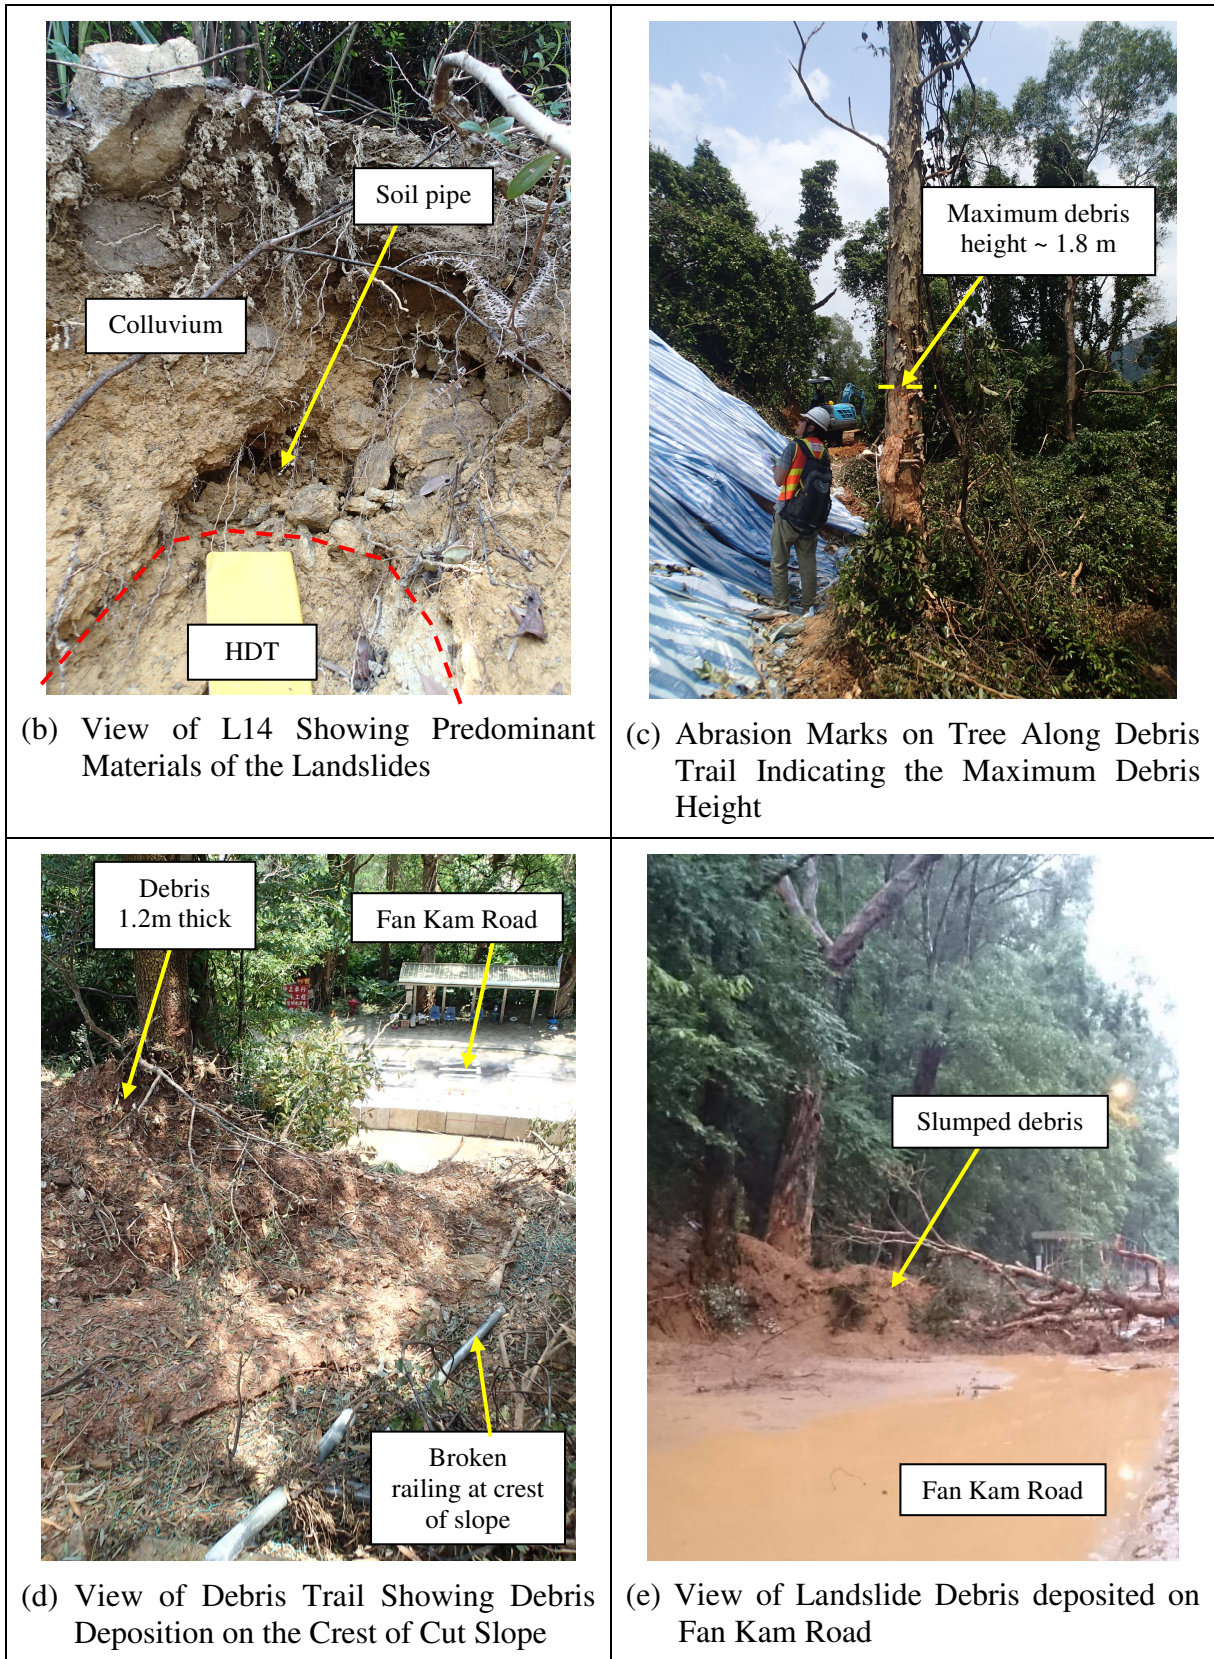 Soil pipe
Colluvium
HDT
(b) View of L14 Showing Predominant
Materials of the Landslides
Maximum debris
height ~ 1.8 m
(c) Abrasion Marks on Tree Along Debris
Trail Indicating the Maximum Debris
Height
Debris
1.2m thick
Fan Kam Road
Broken
railing at crest
of slope
(d) View of Debris Trail Showing Debris
Deposition on the Crest of Cut Slope
Slumped debris
Fan Kam Road
(e) View of Landslide Debris deposited on
Fan Kam Road